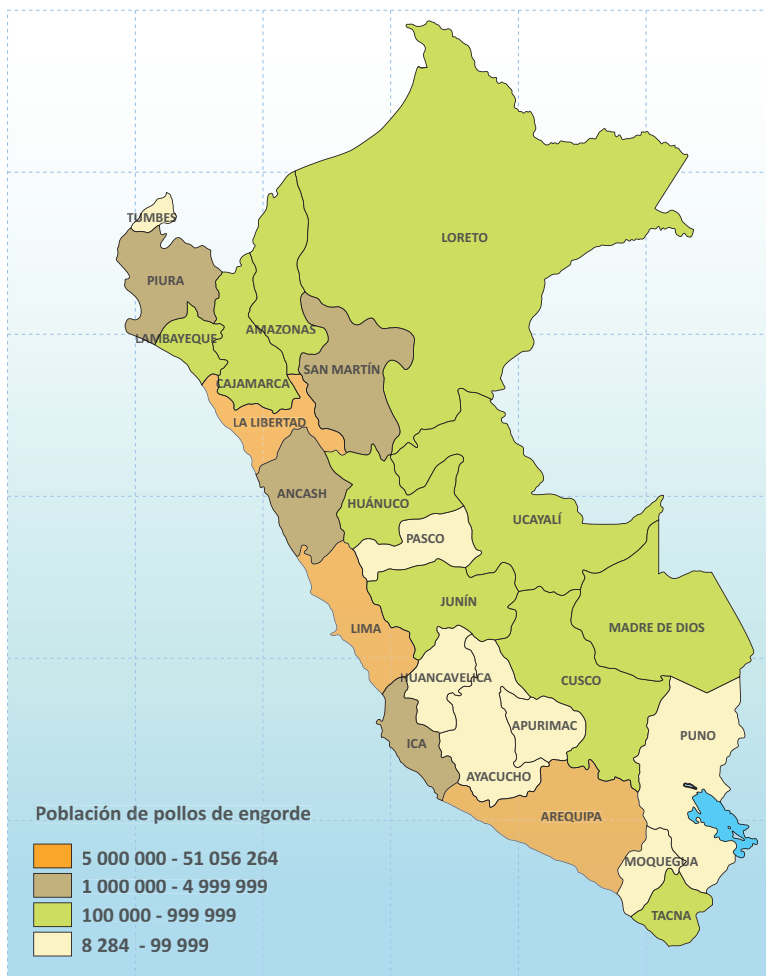 LORETO
TUMBES
PIURA
AMAZONAS
LAMBAYEQUE
SAN MARTÍN
CAJAMARCA
LA LIBERTAD
ANCASH
HUÁNUCO
UCAYALÍ
PASCO
JUNÍN
LIMA
MADRE DE DIOS
HUANCAVELICA
CUSCO
APURIMAC
PUNO
ICA
AYACUCHO
AREQUIPA
MOQUEGUA
TACNA
Población de pollos de engorde
5 000 000 - 51 056 264
1 000 000 - 4 999 999
100 000 - 999 999
8 284 - 99 999